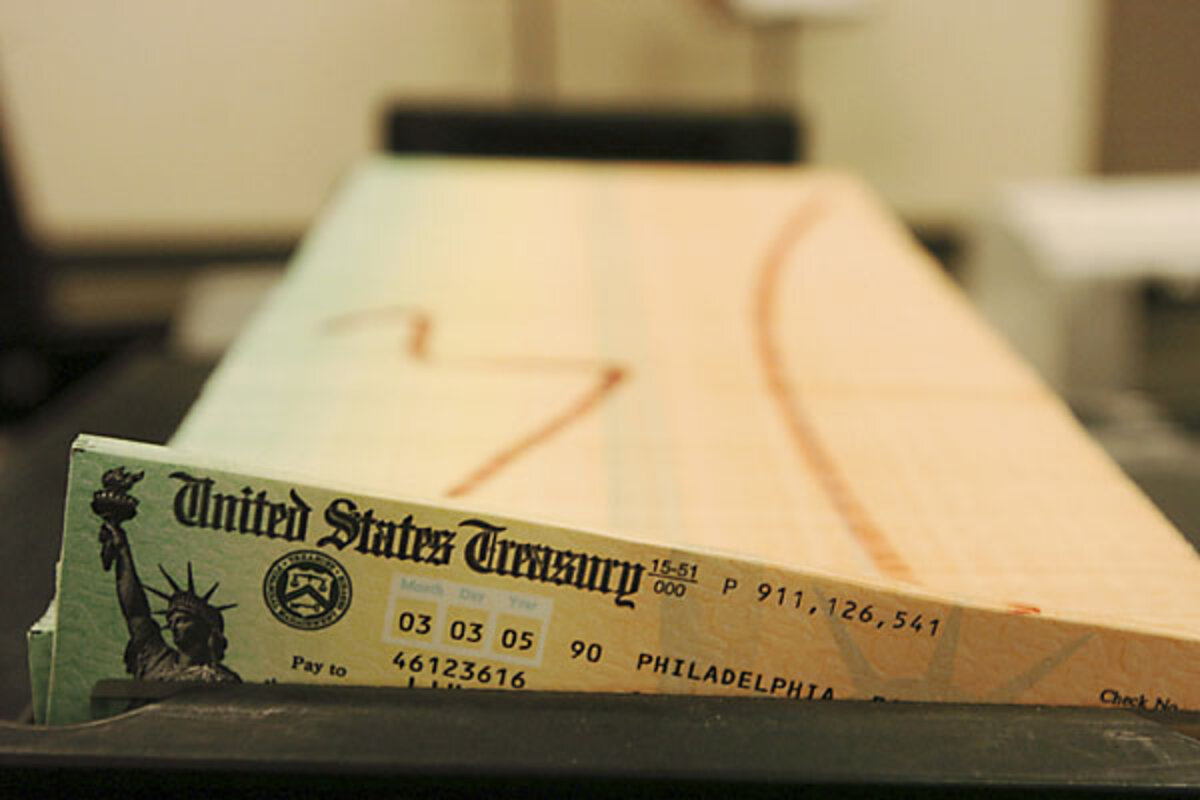 United States Treasury 15-51 000 P 911,126,541
Month Day Year
03 03 05 90 PHILADELPHIA,
Pay to 46123616
Check No.